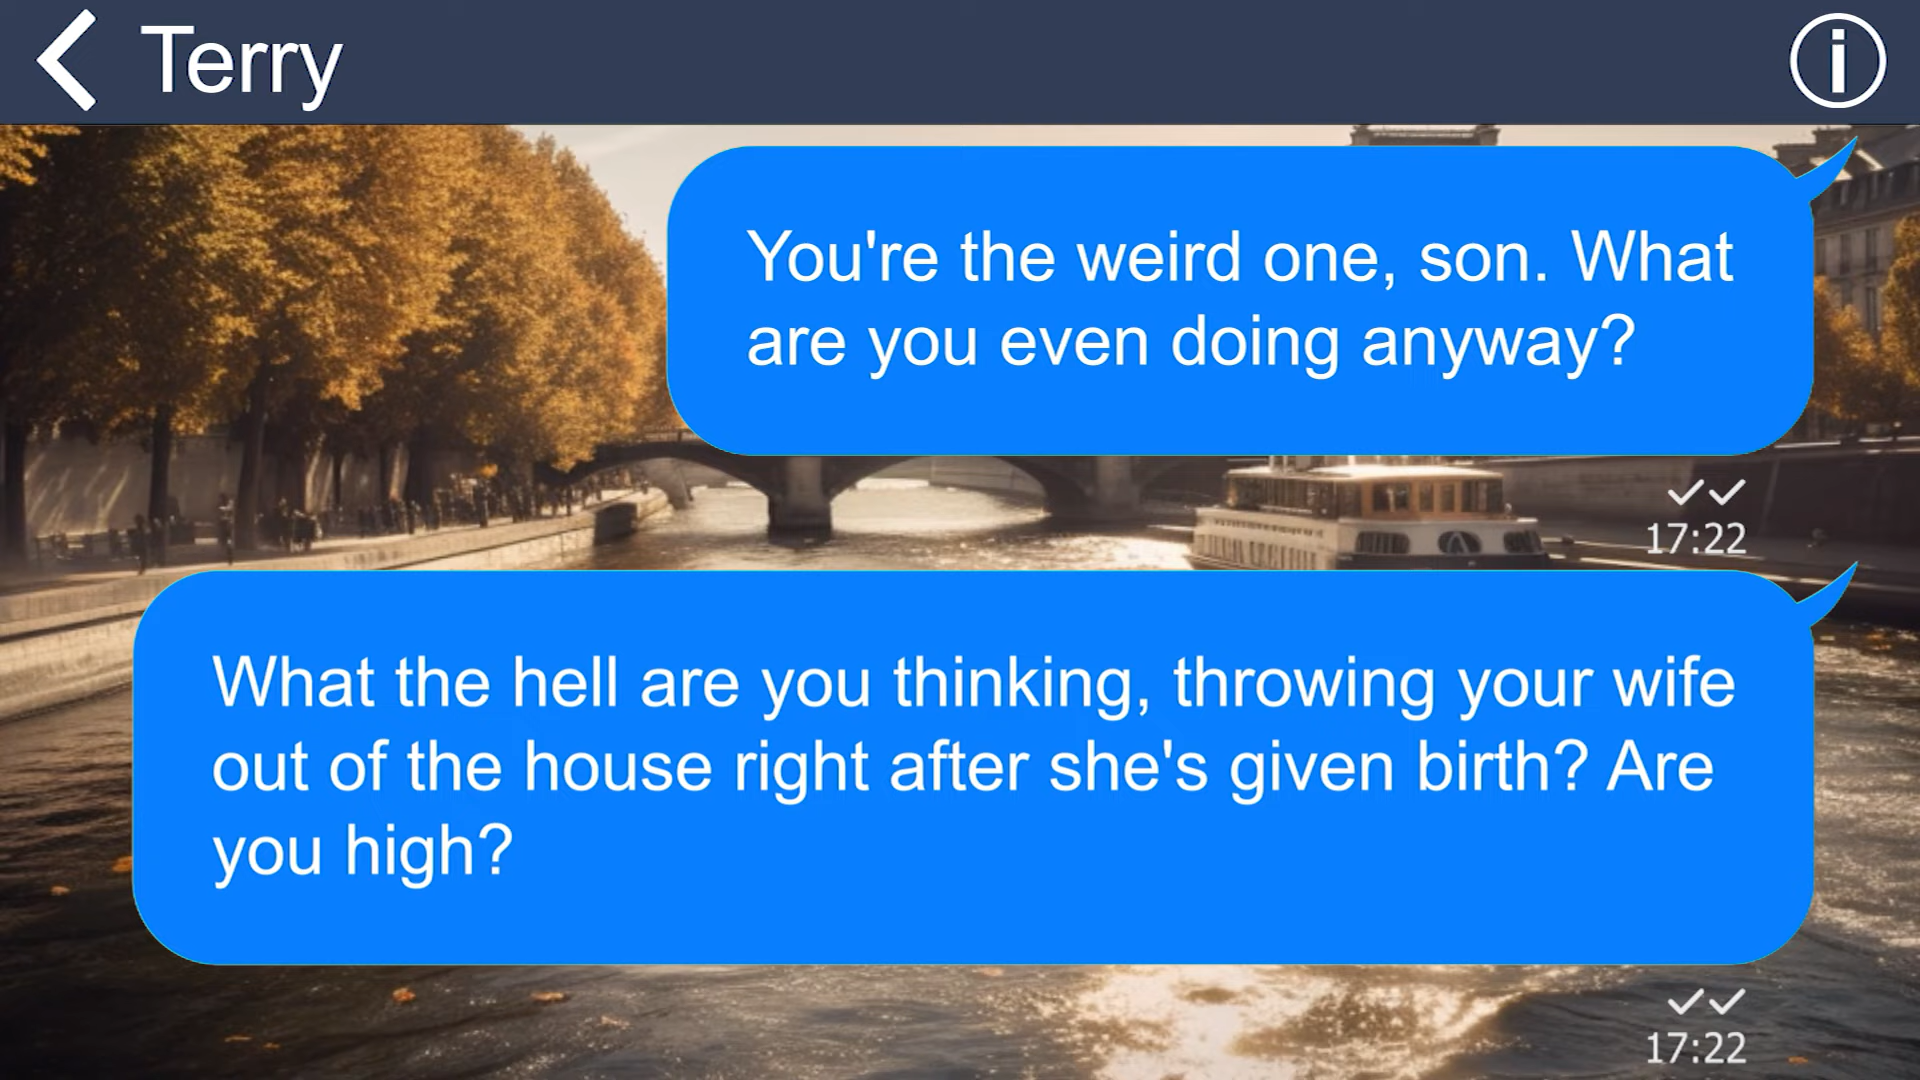 Terry
You're the weird one, son. What
are you even doing anyway?
17:22
What the hell are you thinking, throwing your wife
out of the house right after she's given birth? Are
you high?
17:22